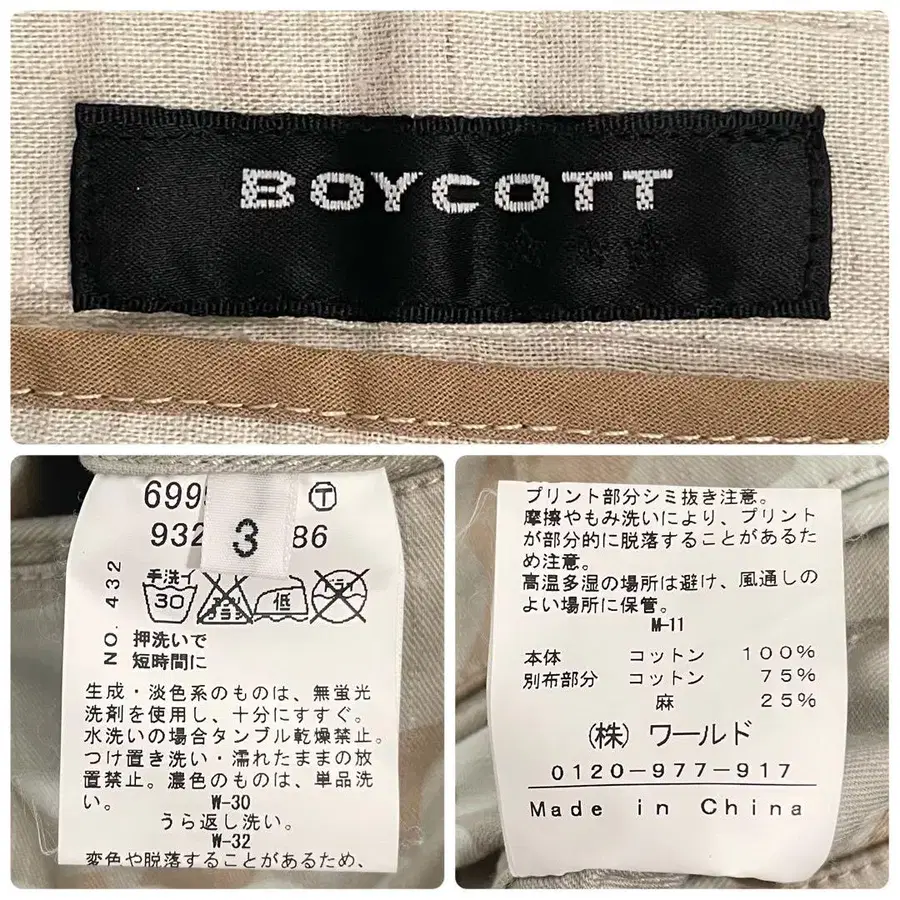 BOYCOTT
699 Ⓣ
932 3 86
NO. 432
手洗イ
30 低 ドライ
押洗いで
短時間に
生成・淡色系のものは、無蛍光
洗剤を使用し、十分にすすぐ。
水洗いの場合タンブル乾燥禁止。
つけ置き洗い・濡れたままの放
置禁止。濃色のものは、単品洗
い。
W-30
うら返し洗い。
W-32
変色や脱落することがあるため、
プリント部分シミ抜き注意。
摩擦やもみ洗いにより、プリント
が部分的に脱落することがあるた
め注意。
高温多湿の場所は避け、風通しの
よい場所に保管。
M-11
本体 コットン 100%
別布部分 コットン 75%
麻 25%
(株) ワールド
0120-977-917
Made in China